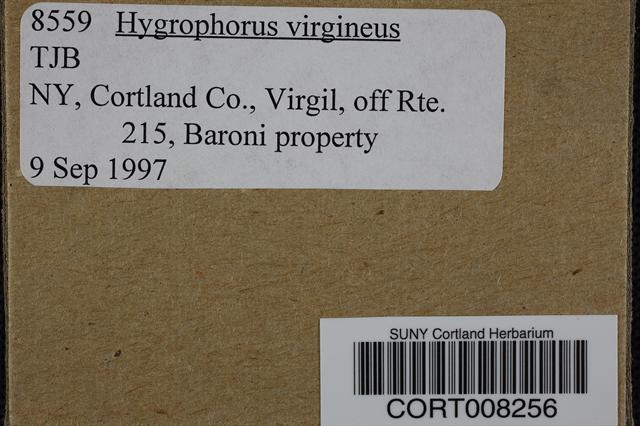 8559 Hygrophorus virgineus
TJB
NY, Cortland Co., Virgil, off Rte.
215, Baroni property
9 Sep 1997
SUNY Cortland Herbarium
CORT008256